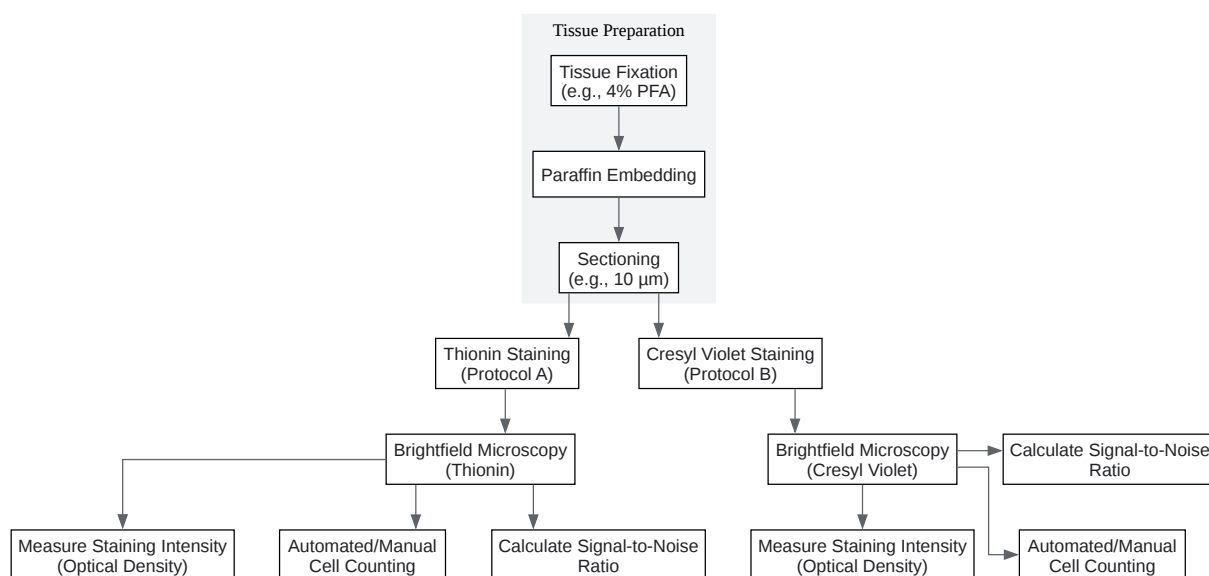 Tissue Preparation
Tissue Fixation
(e.g., 4% PFA)
Paraffin Embedding
Sectioning
(e.g., 10 µm)
Thionin Staining
(Protocol A)
Cresyl Violet Staining
(Protocol B)
Brightfield Microscopy
(Thionin)
Brightfield Microscopy
(Cresyl Violet)
Calculate Signal-to-Noise
Ratio
Measure Staining Intensity
(Optical Density)
Automated/Manual
Cell Counting
Calculate Signal-to-Noise
Ratio
Measure Staining Intensity
(Optical Density)
Automated/Manual
Cell Counting